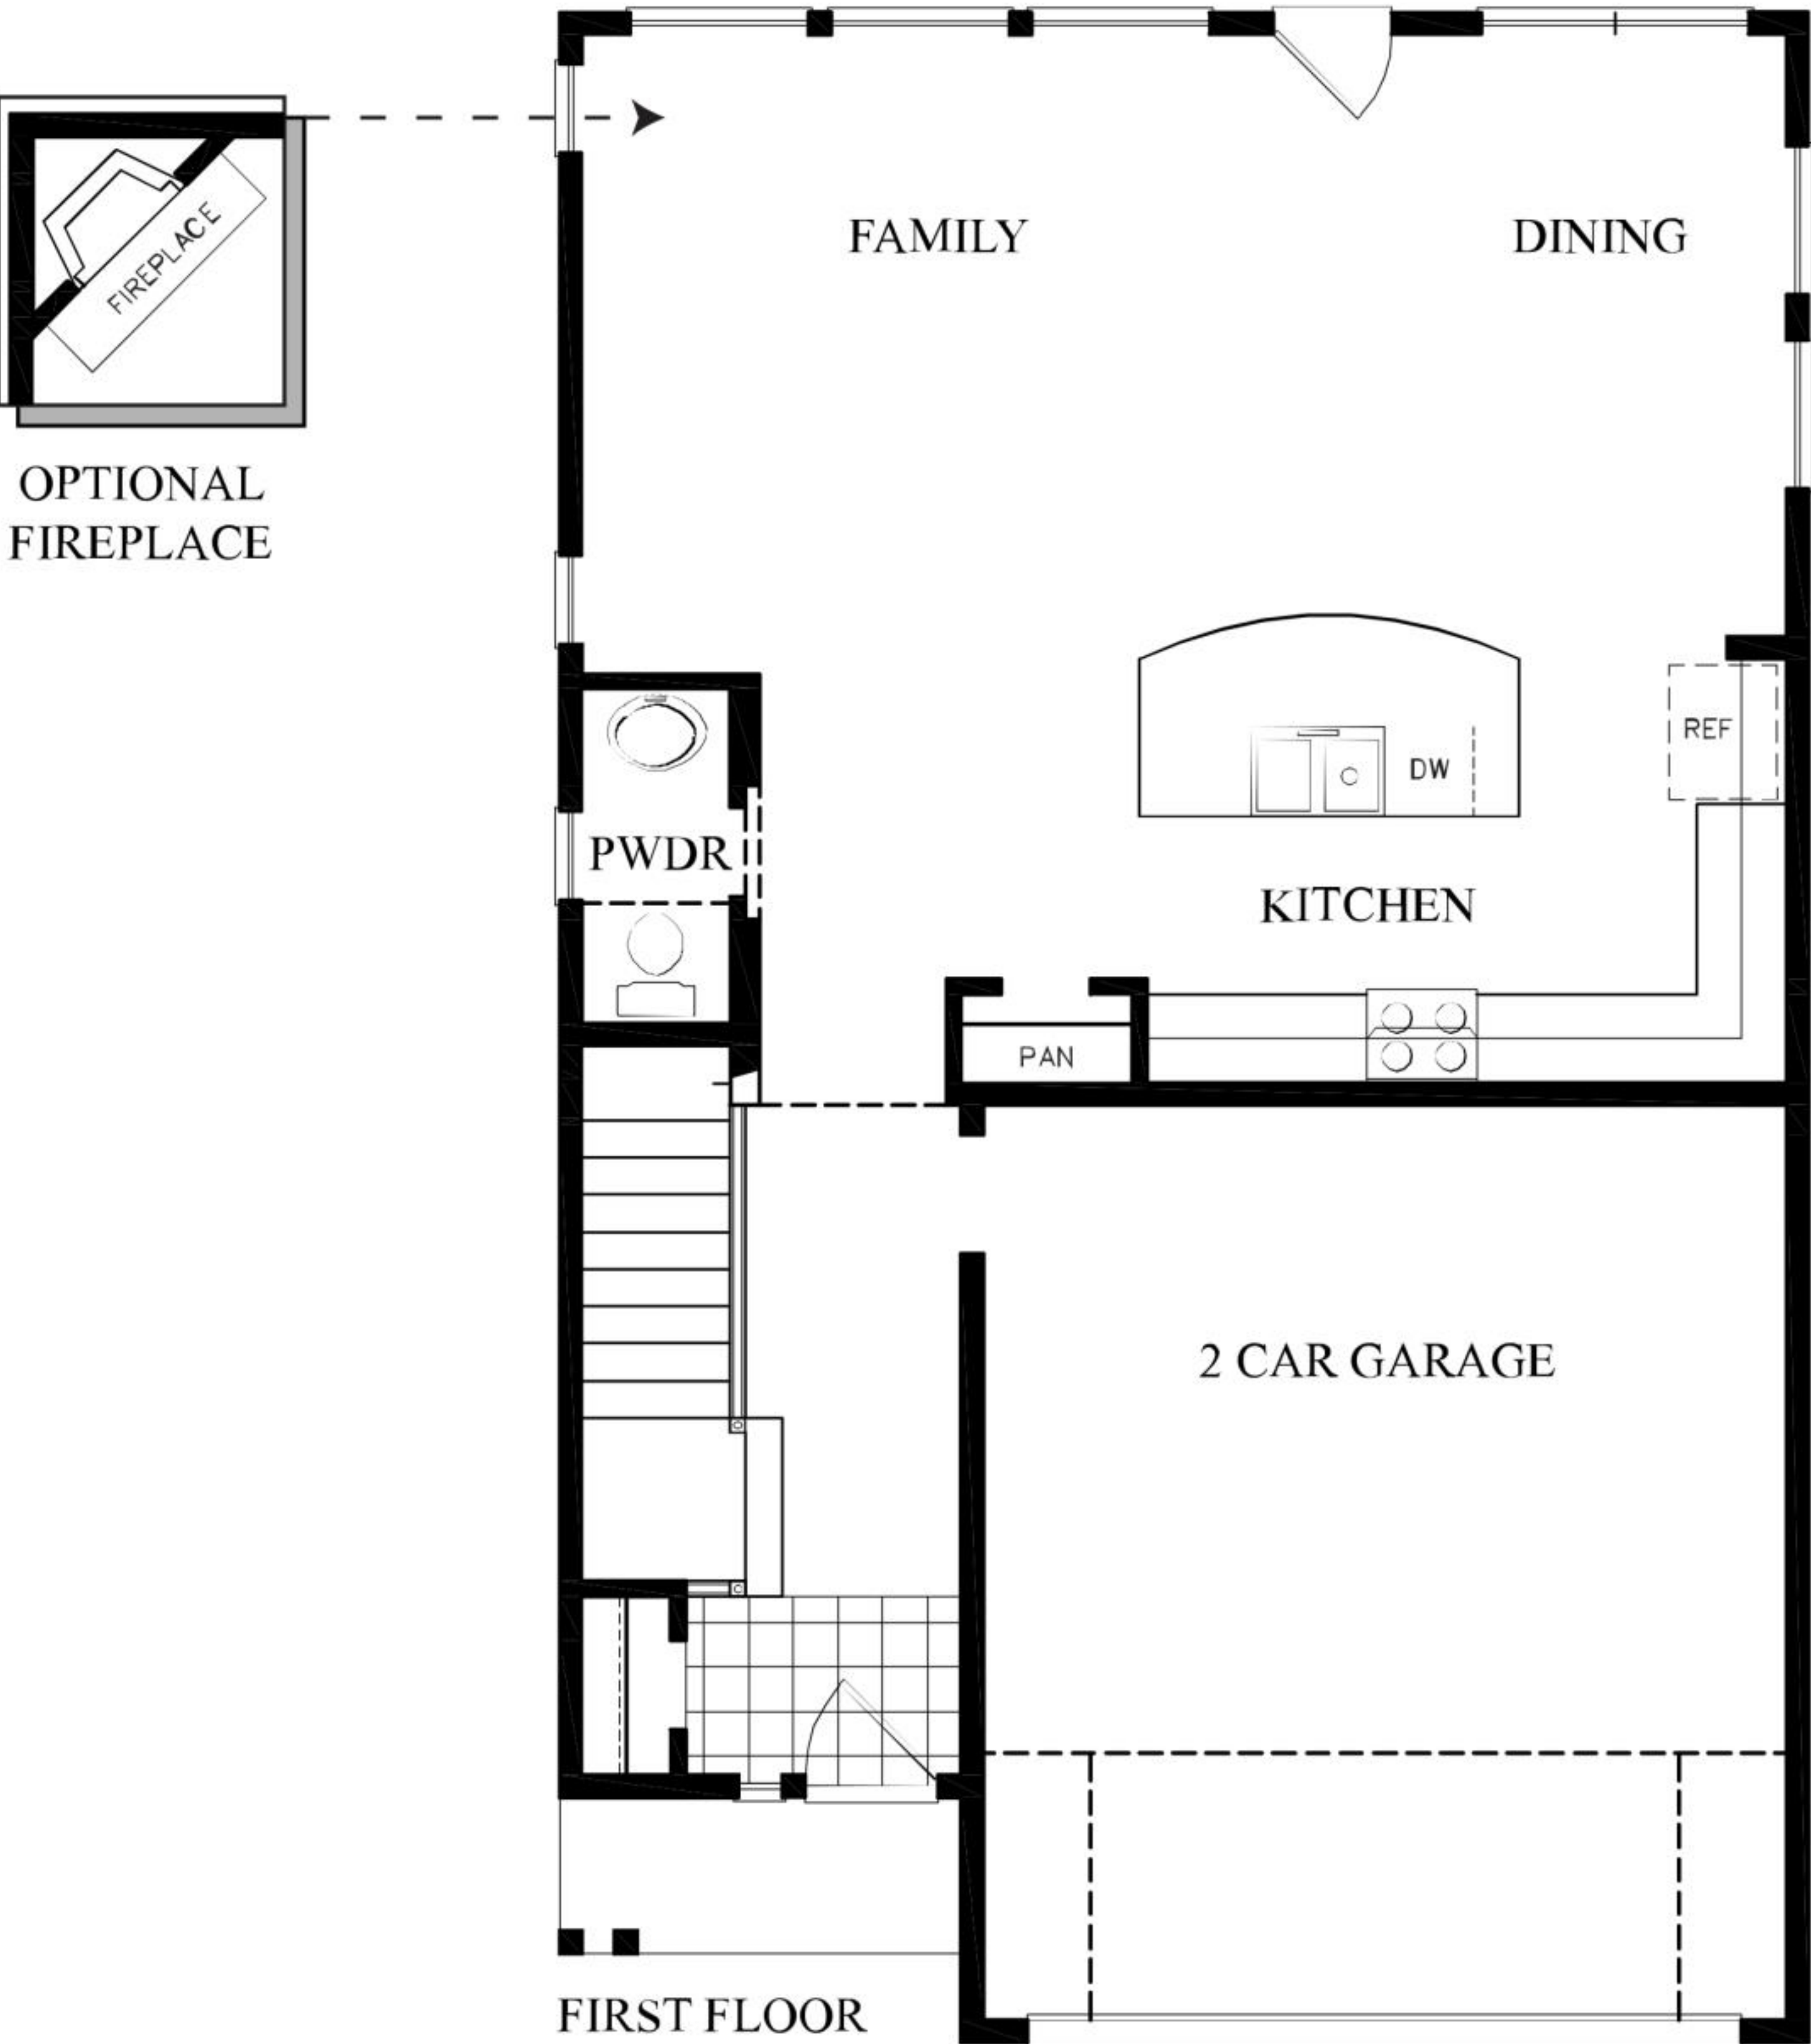 FAMILY
DINING
FIREPLACE
OPTIONAL
FIREPLACE
REF
DW
PWDR
KITCHEN
PAN
2 CAR GARAGE
FIRST FLOOR